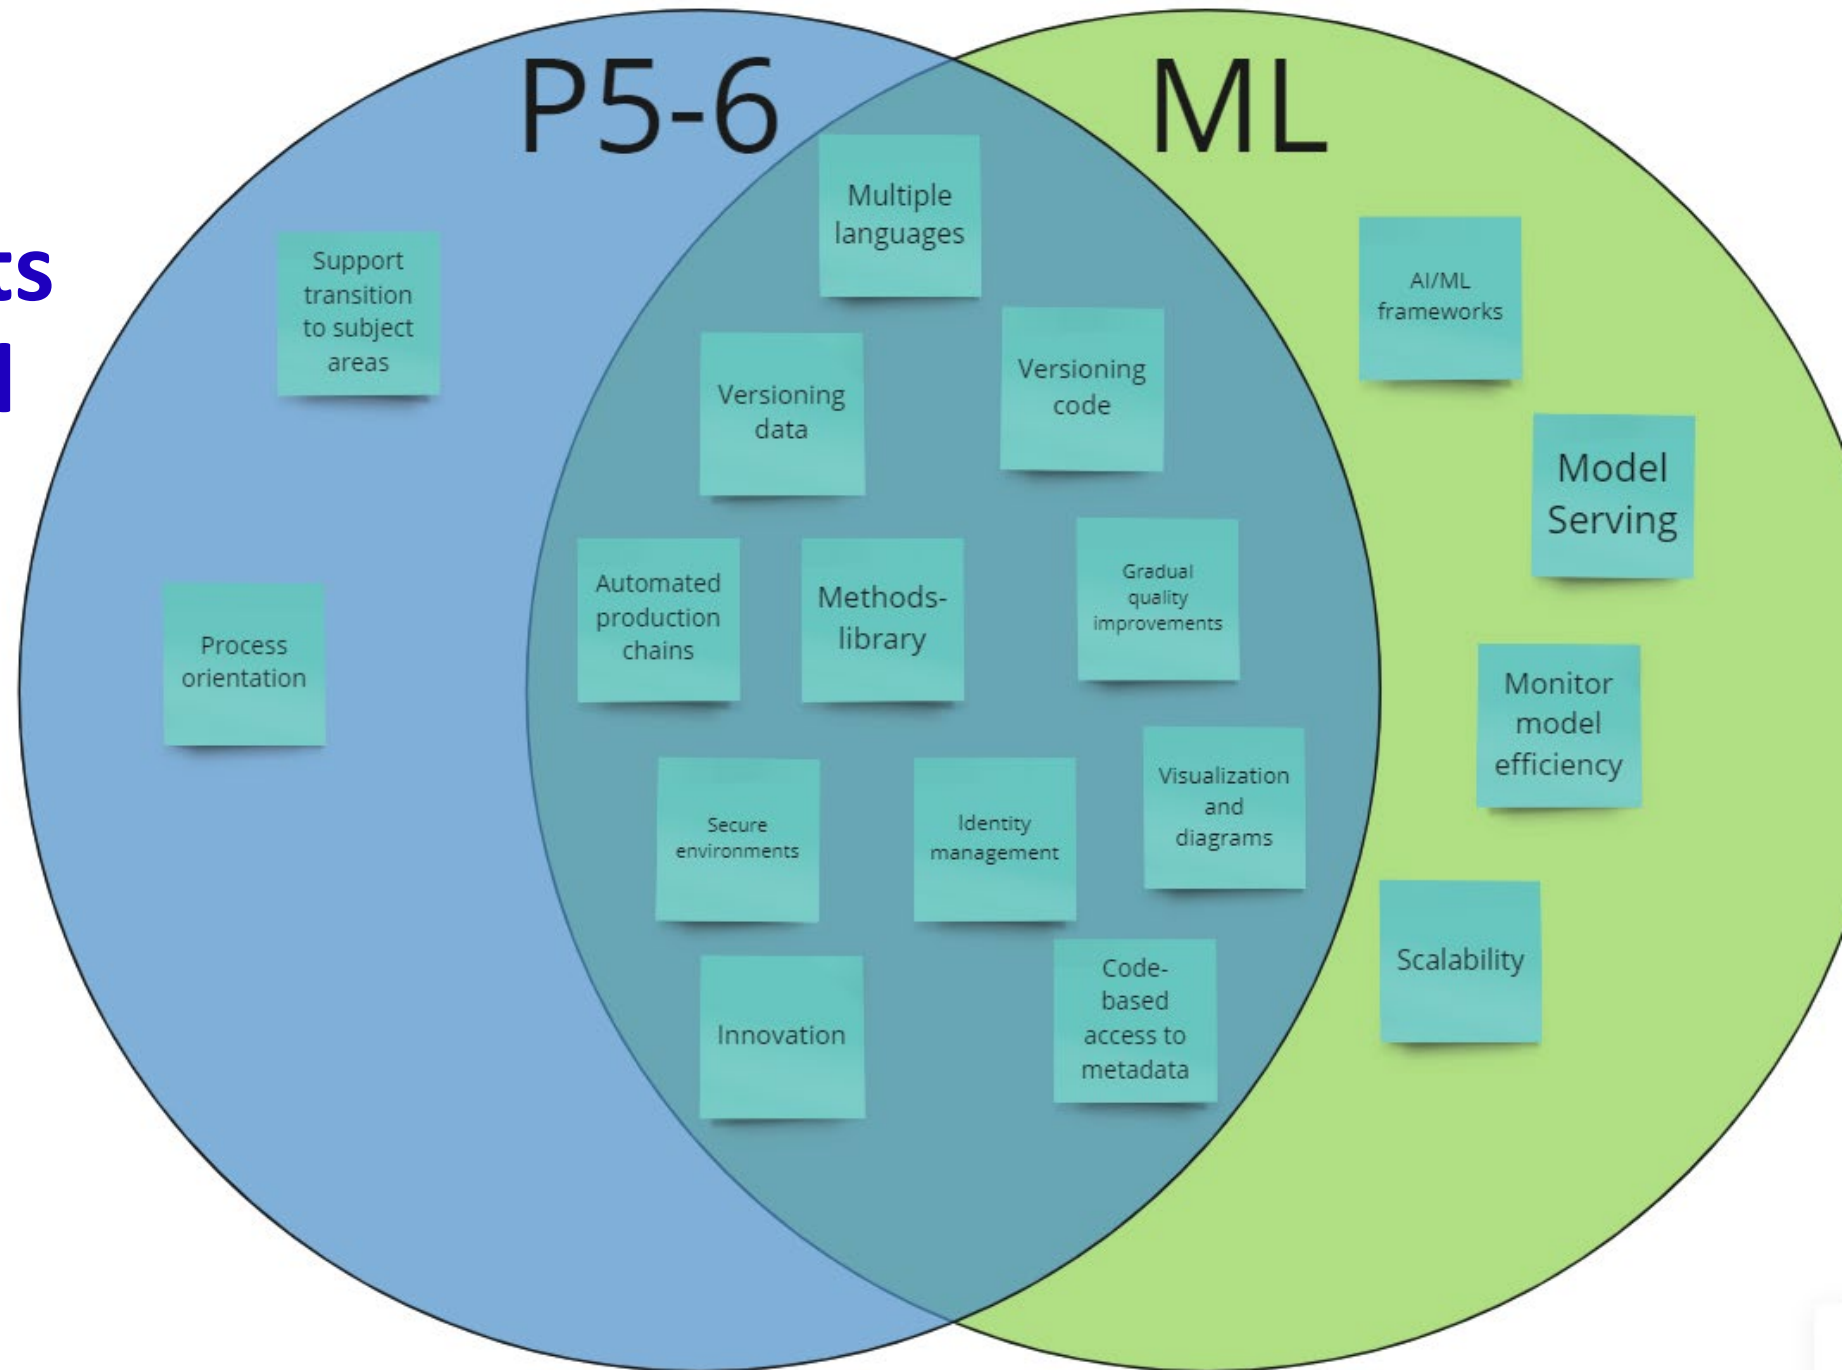 P5-6
ML
ts
Support
transition
to subject
areas
Process
orientation
Multiple
languages
Versioning
data
Versioning
code
Automated
production
chains
Methods-
library
Gradual
quality
improvements
Secure
environments
Identity
management
Visualization
and
diagrams
Innovation
Code-
based
access to
metadata
AI/ML
frameworks
Model
Serving
Monitor
model
efficiency
Scalability